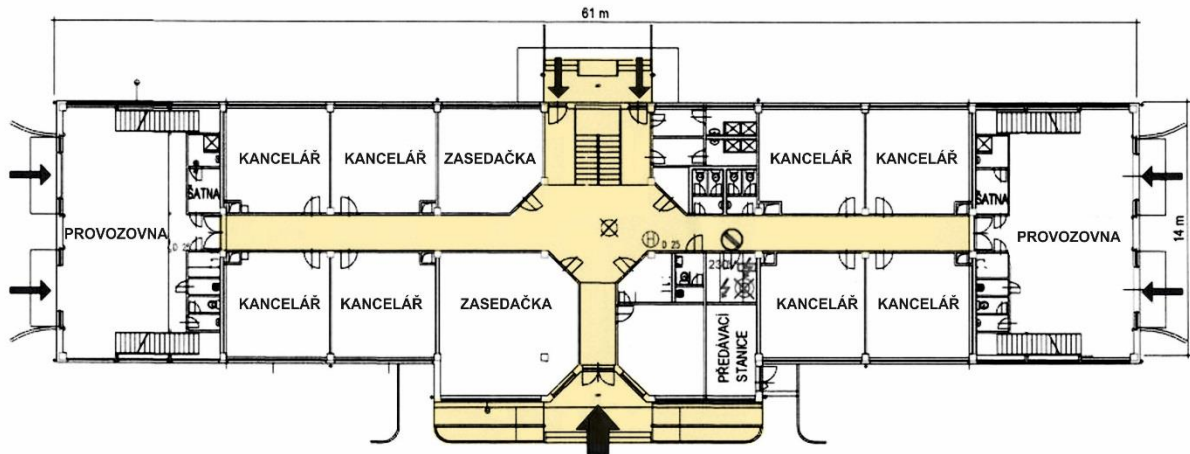 61 m
KANCELÁŘ
KANCELÁŘ
ZASEDAČKA
KANCELÁŘ
KANCELÁŘ
ŠATNA
ŠATNA
PROVOZOVNA
D 25
H
D 25
PROVOZOVNA
14 m
230V
KANCELÁŘ
KANCELÁŘ
ZASEDAČKA
KANCELÁŘ
KANCELÁŘ
PŘEDÁVACÍ
STANICE